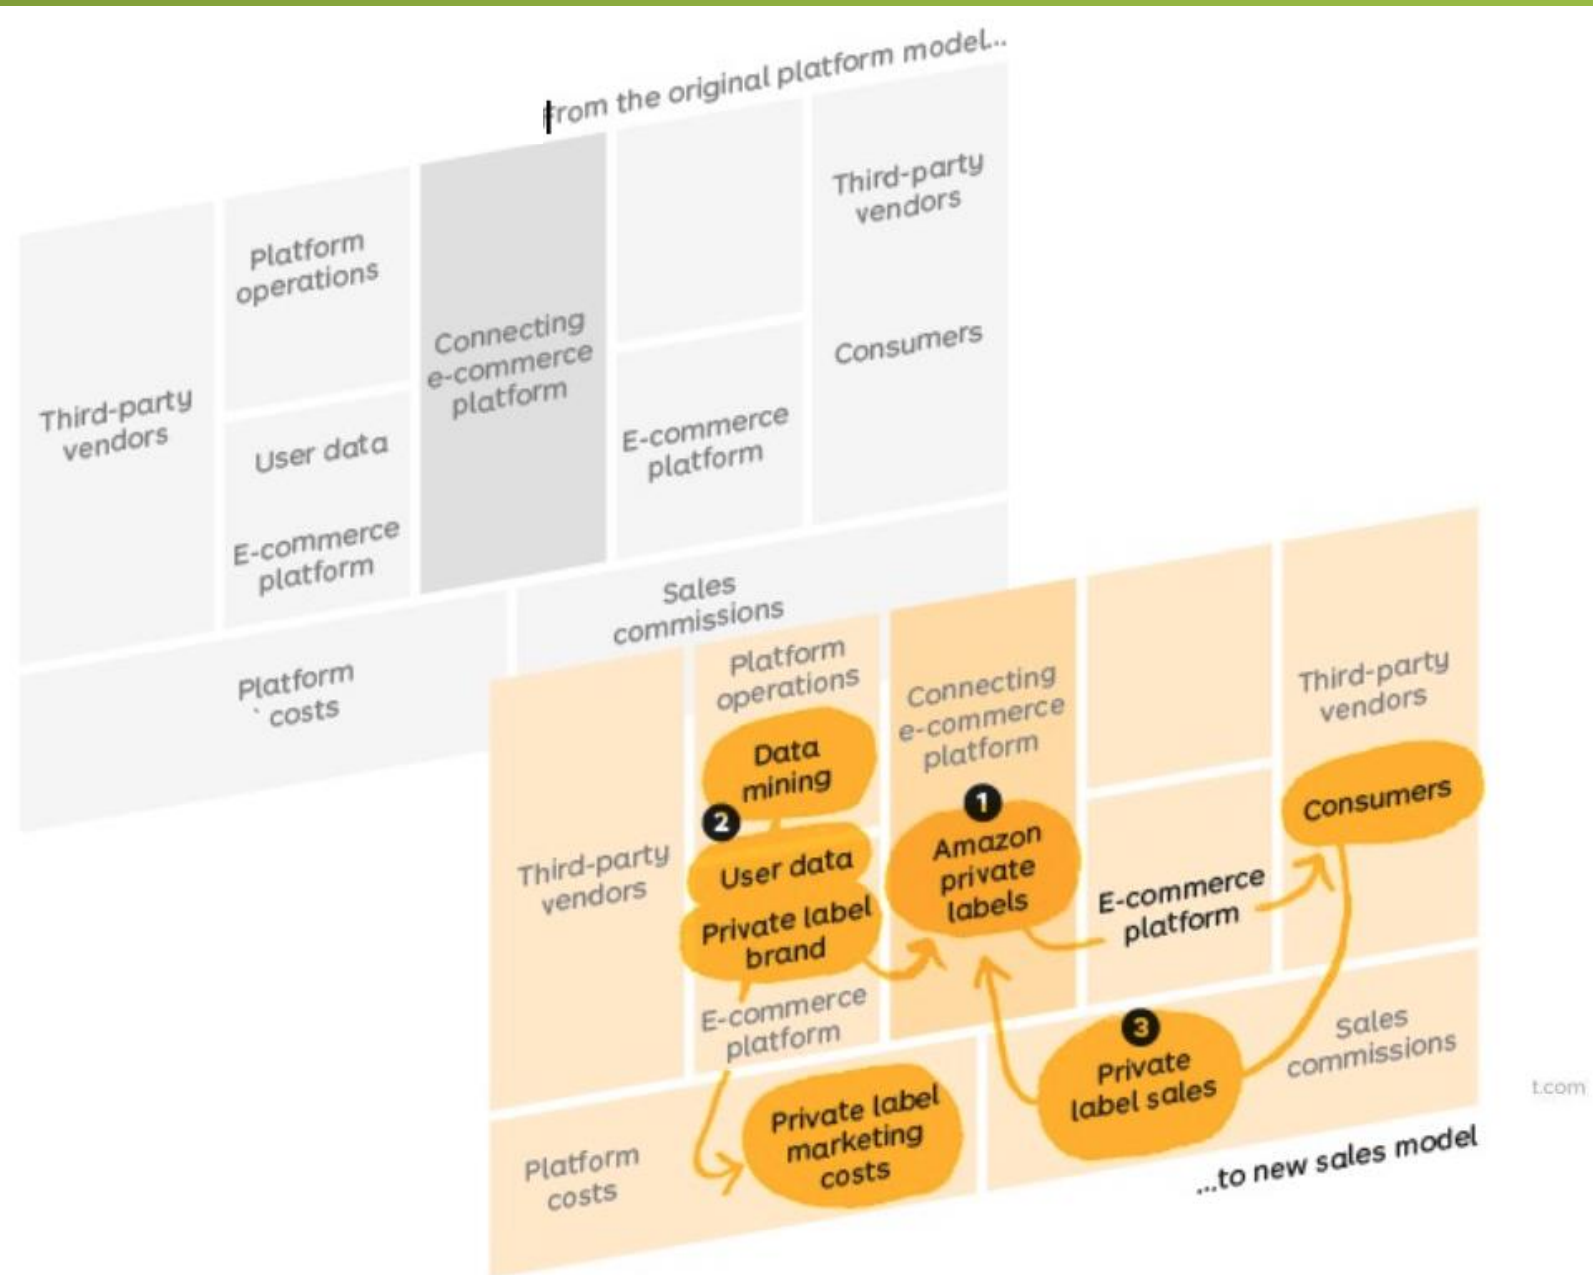 From the original platform model...
Third-party
vendors
Platform
operations
User data
E-commerce
platform
Connecting
e-commerce
platform
E-commerce
platform
Third-party
vendors
Consumers
Platform
costs
Sales
commissions
Third-party
vendors
Platform
operations
Data
mining
2
User data
Private label
brand
E-commerce
platform
Connecting
e-commerce
platform
1
Amazon
private
labels
E-commerce
platform
Third-party
vendors
Consumers
Platform
costs
Private label
marketing
costs
3
Private
label sales
Sales
commissions
...to new sales model
t.com